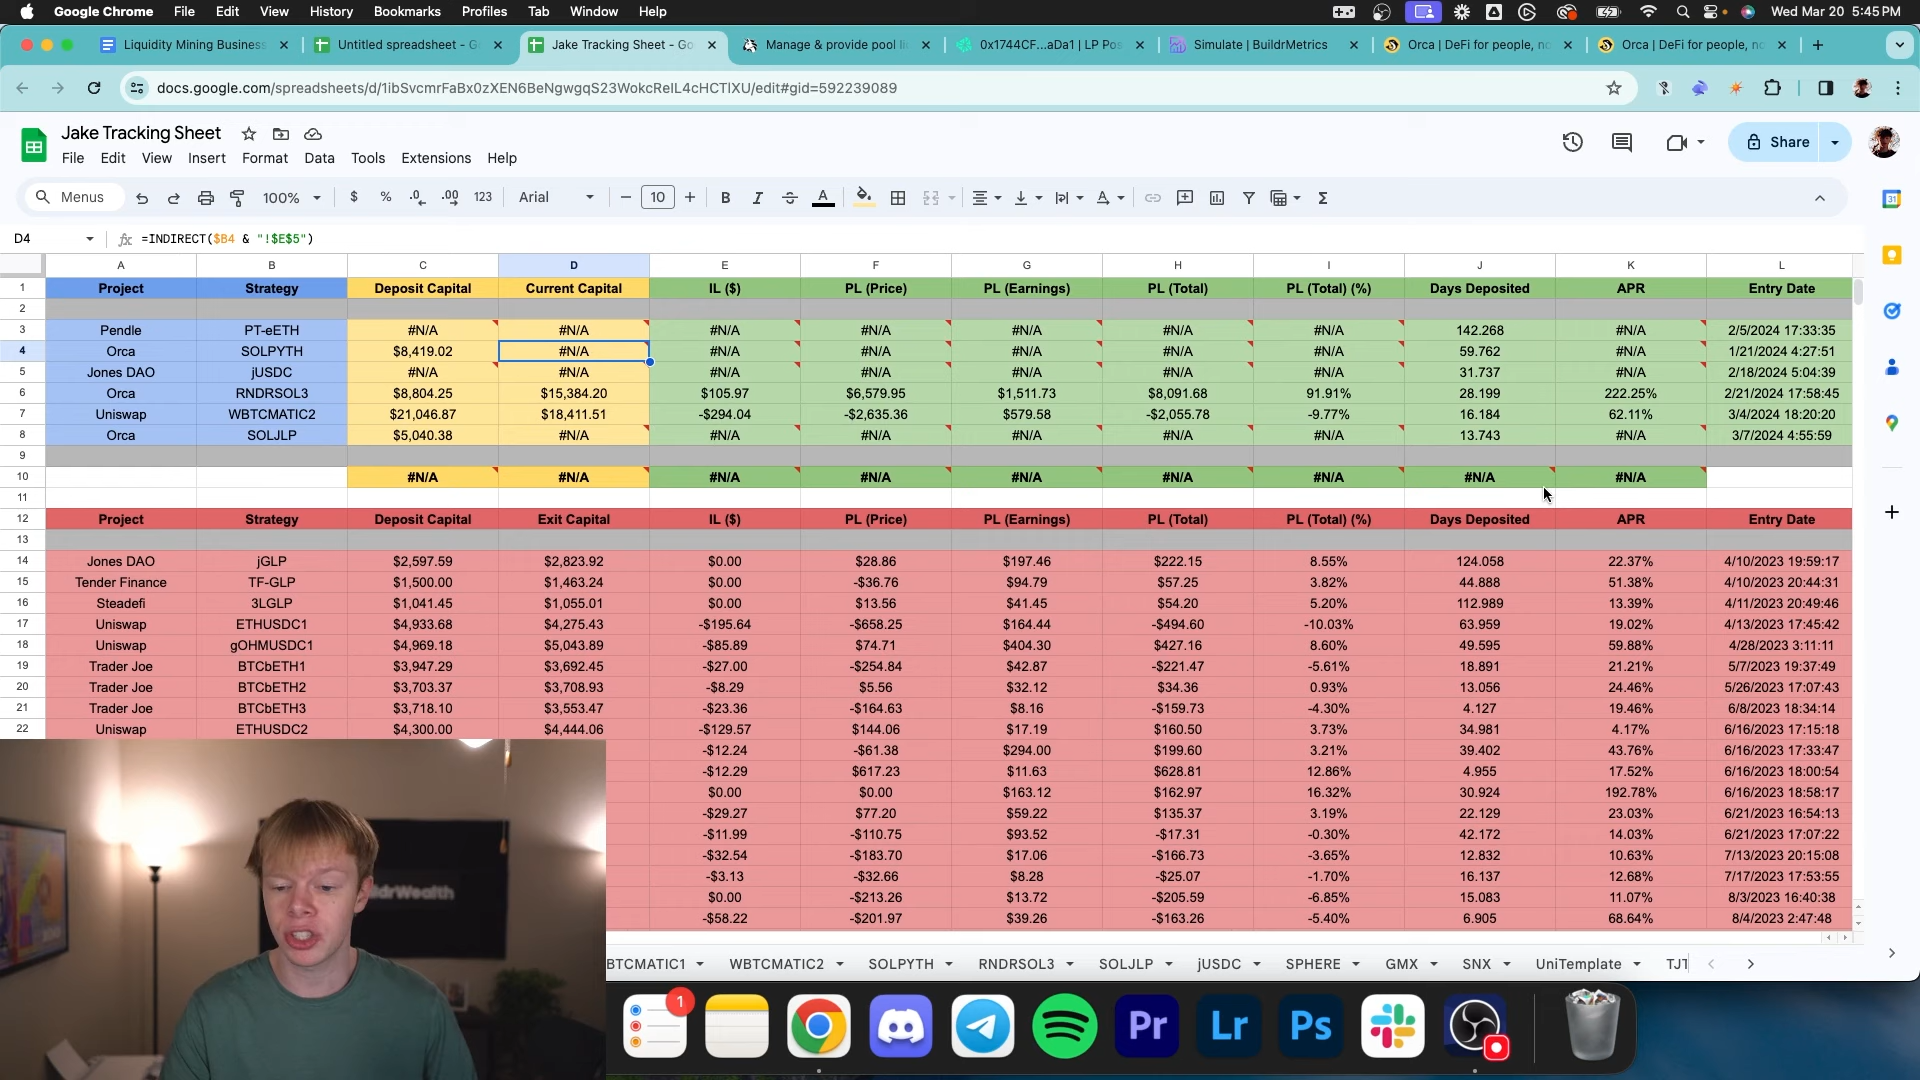 Google Chrome File Edit View History Bookmarks Profiles Tab Window Help Wed Mar 20 5:45 PM
Liquidity Mining Business Untitled spreadsheet - G Jake Tracking Sheet - Go Manage & provide pool li 0x1744CF...aDa1 | LP Pos Simulate | BuildrMetrics Orca | DeFi for people, no Orca | DeFi for people, no
docs.google.com/spreadsheets/d/1ibSvcmrFaBx0zXEN6BeNgwgqS23WokcReIL4cHCTIXU/edit#gid=592239089
Jake Tracking Sheet
File Edit View Insert Format Data Tools Extensions Help
Share
Menus 100% $ % .0 .00 123 Arial 10 B I A
D4 fx =INDIRECT($B4 & "!$E$5")
A B C D E F G H I J K L
1 Project Strategy Deposit Capital Current Capital IL ($) PL (Price) PL (Earnings) PL (Total) PL (Total) (%) Days Deposited APR Entry Date
2
3 Pendle PT-eETH #N/A #N/A #N/A #N/A #N/A #N/A #N/A 142.268 #N/A 2/5/2024 17:33:35
4 Orca SOLPYTH $8,419.02 #N/A #N/A #N/A #N/A #N/A #N/A 59.762 #N/A 1/21/2024 4:27:51
5 Jones DAO jUSDC #N/A #N/A #N/A #N/A #N/A #N/A #N/A 31.737 #N/A 2/18/2024 5:04:39
6 Orca RNDRSOL3 $8,804.25 $15,384.20 $105.97 $6,579.95 $1,511.73 $8,091.68 91.91% 28.199 222.25% 2/21/2024 17:58:45
7 Uniswap WBTCMATIC2 $21,046.87 $18,411.51 -$294.04 -$2,635.36 $579.58 -$2,055.78 -9.77% 16.184 62.11% 3/4/2024 18:20:20
8 Orca SOLJLP $5,040.38 #N/A #N/A #N/A #N/A #N/A #N/A 13.743 #N/A 3/7/2024 4:55:59
9
10 #N/A #N/A #N/A #N/A #N/A #N/A #N/A #N/A #N/A
11
12 Project Strategy Deposit Capital Exit Capital IL ($) PL (Price) PL (Earnings) PL (Total) PL (Total) (%) Days Deposited APR Entry Date
13
14 Jones DAO jGLP $2,597.59 $2,823.92 $0.00 $28.86 $197.46 $222.15 8.55% 124.058 22.37% 4/10/2023 19:59:17
15 Tender Finance TF-GLP $1,500.00 $1,463.24 $0.00 -$36.76 $94.79 $57.25 3.82% 44.888 51.38% 4/10/2023 20:44:31
16 Steadefi 3LGLP $1,041.45 $1,055.01 $0.00 $13.56 $41.45 $54.20 5.20% 112.989 13.39% 4/11/2023 20:49:46
17 Uniswap ETHUSDC1 $4,933.68 $4,275.43 -$195.64 -$658.25 $164.44 -$494.60 -10.03% 63.959 19.02% 4/13/2023 17:45:42
18 Uniswap gOHMUSDC1 $4,969.18 $5,043.89 -$85.89 $74.71 $404.30 $427.16 8.60% 49.595 59.88% 4/28/2023 3:11:11
19 Trader Joe BTCbETH1 $3,947.29 $3,692.45 -$27.00 -$254.84 $42.87 -$221.47 -5.61% 18.891 21.21% 5/7/2023 19:37:49
20 Trader Joe BTCbETH2 $3,703.37 $3,708.93 -$8.29 $5.56 $32.12 $34.36 0.93% 13.056 24.46% 5/26/2023 17:07:43
21 Trader Joe BTCbETH3 $3,718.10 $3,553.47 -$23.36 -$164.63 $8.16 -$159.73 -4.30% 4.127 19.46% 6/8/2023 18:34:14
22 Uniswap ETHUSDC2 $4,300.00 $4,444.06 -$129.57 $144.06 $17.19 $160.50 3.73% 34.981 4.17% 6/16/2023 17:15:18
-$12.24 -$61.38 $294.00 $199.60 3.21% 39.402 43.76% 6/16/2023 17:33:47
-$12.29 $617.23 $11.63 $628.81 12.86% 4.955 17.52% 6/16/2023 18:00:54
$0.00 $0.00 $163.12 $162.97 16.32% 30.924 192.78% 6/16/2023 18:58:17
-$29.27 $77.20 $59.22 $135.37 3.19% 22.129 23.03% 6/21/2023 16:54:13
-$11.99 -$110.75 $93.52 -$17.31 -0.30% 42.172 14.03% 6/21/2023 17:07:22
-$32.54 -$183.70 $17.06 -$166.73 -3.65% 12.832 10.63% 7/13/2023 20:15:08
-$3.13 -$32.66 $8.28 -$25.07 -1.70% 16.137 12.68% 7/17/2023 17:53:55
$0.00 -$213.26 $13.72 -$205.59 -6.85% 15.083 11.07% 8/3/2023 16:40:38
-$58.22 -$201.97 $39.26 -$163.26 -5.40% 6.905 68.64% 8/4/2023 2:47:48
BTCMATIC1 WBTCMATIC2 SOLPYTH RNDRSOL3 SOLJLP jUSDC SPHERE GMX SNX UniTemplate TJT
ldrWealth
1
Pr Lr Ps
31